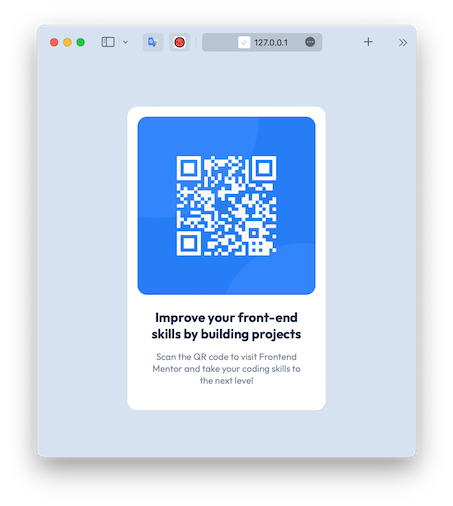 127.0.0.1
Improve your front-end
skills by building projects
Scan the QR code to visit Frontend
Mentor and take your coding skills to
the next level